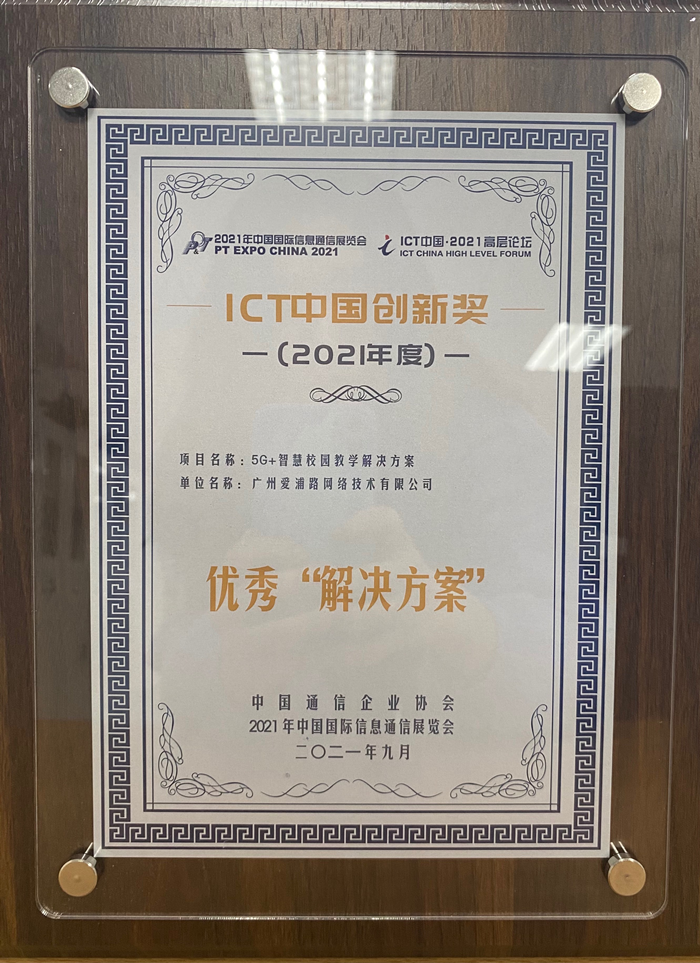 2021年中国国际信息通信展览会
PT EXPO CHINA 2021
ICT中国·2021高层论坛
ICT CHINA HIGH LEVEL FORUM
ICT中国创新奖
—(2021年度)—
项目名称：5G+智慧校园教学解决方案
单位名称：广州爱浦路网络技术有限公司
优秀“解决方案”
中国通信企业协会
2021年中国国际信息通信展览会
二〇二一年九月